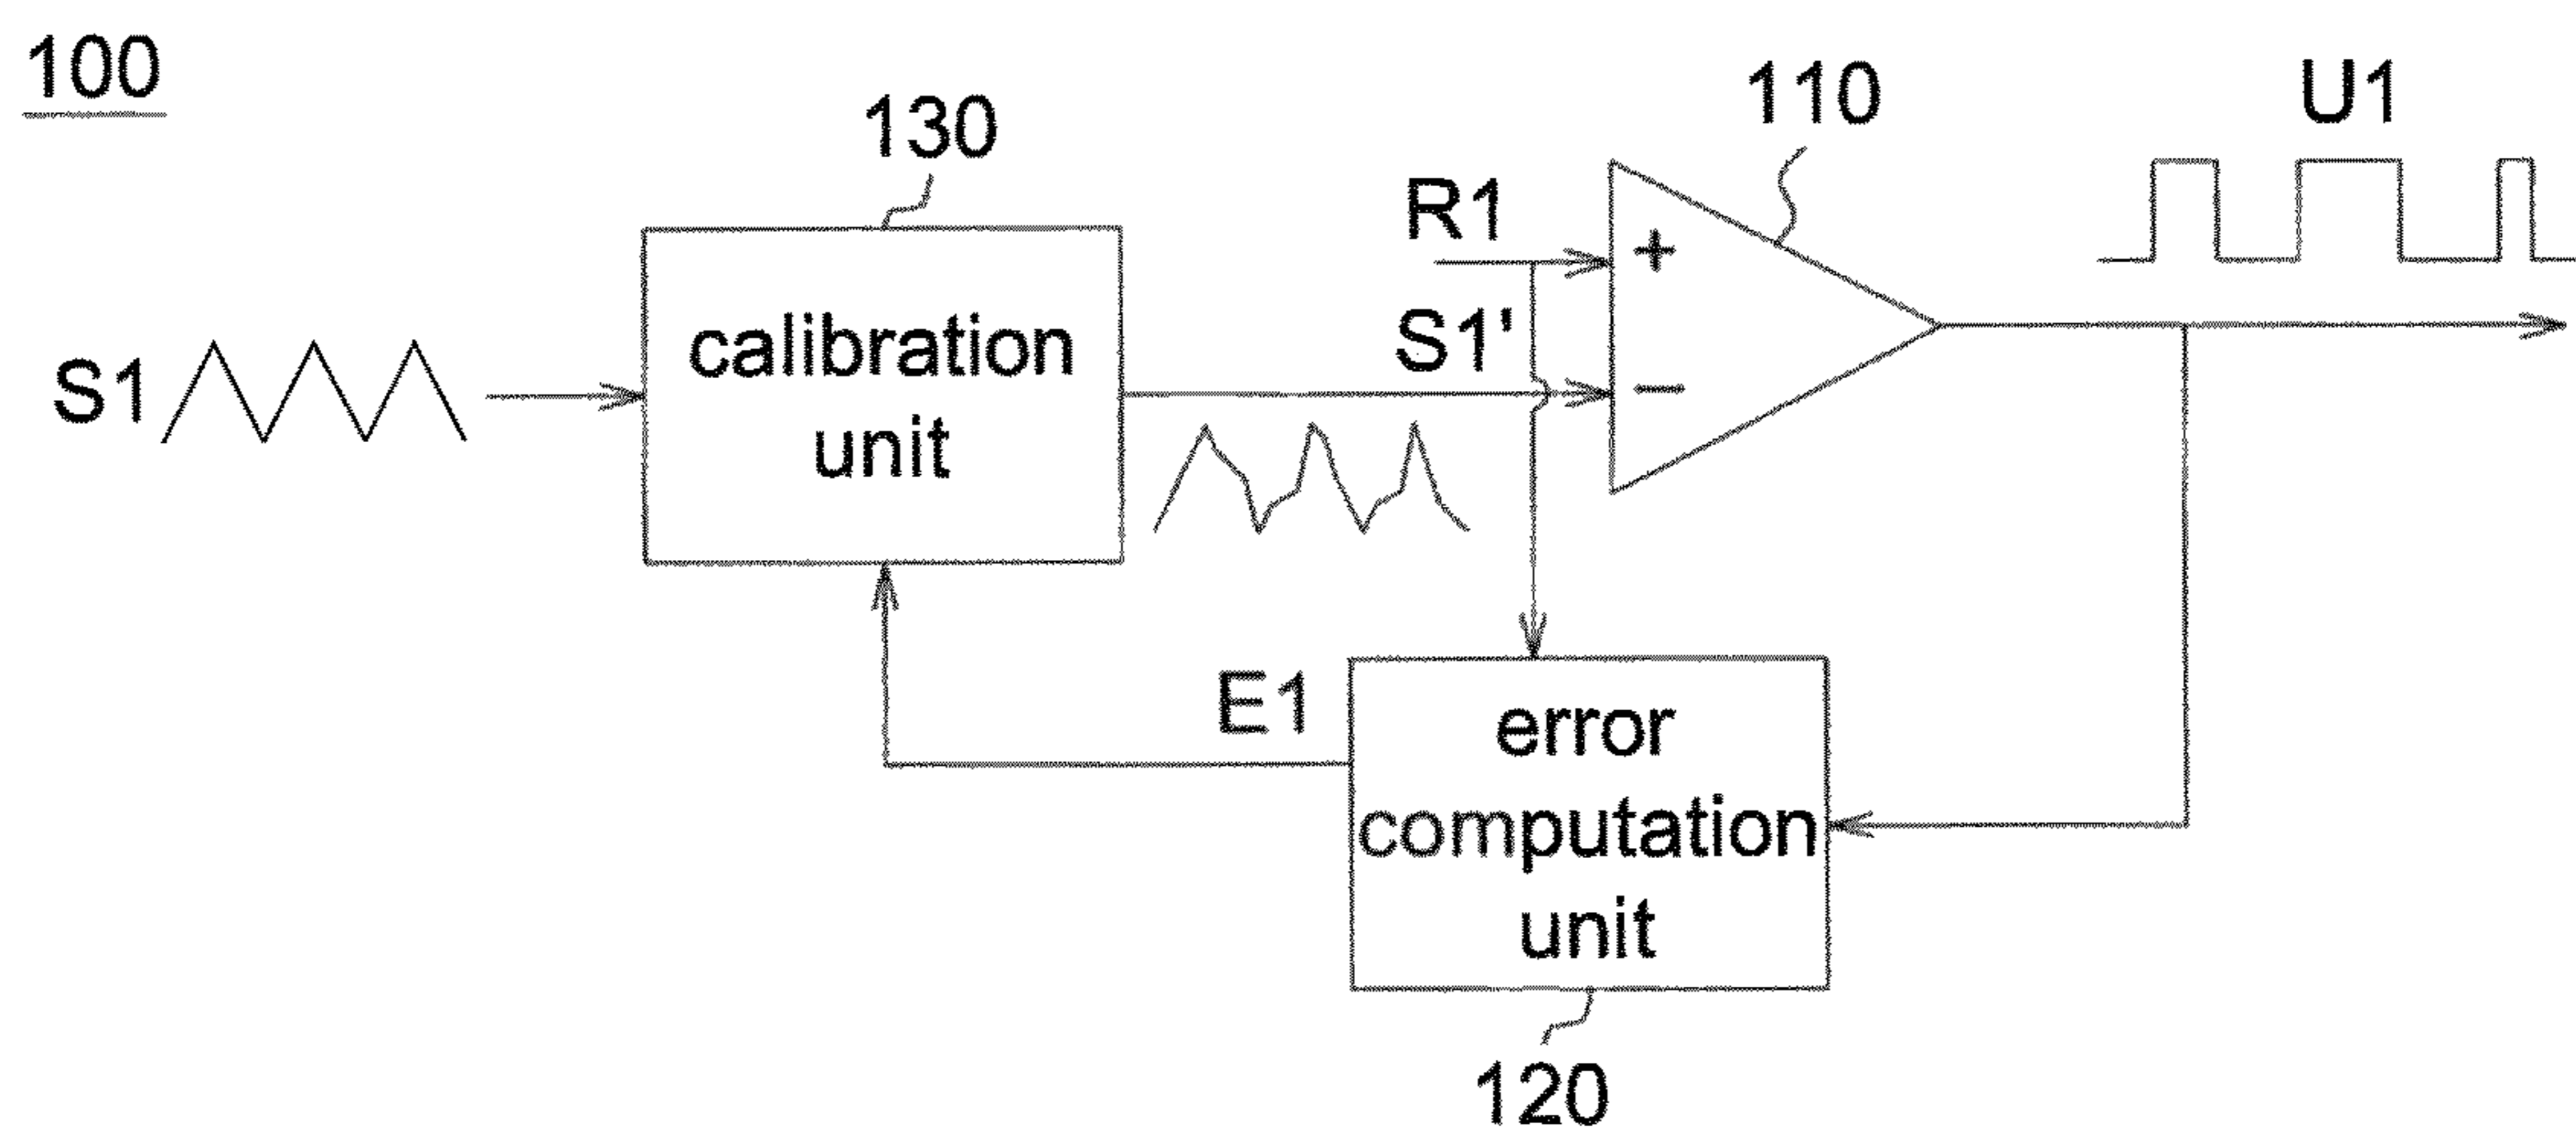 100
130
110
U1
R1
+
S1'
−
S1
calibration
unit
E1
error
computation
unit
120